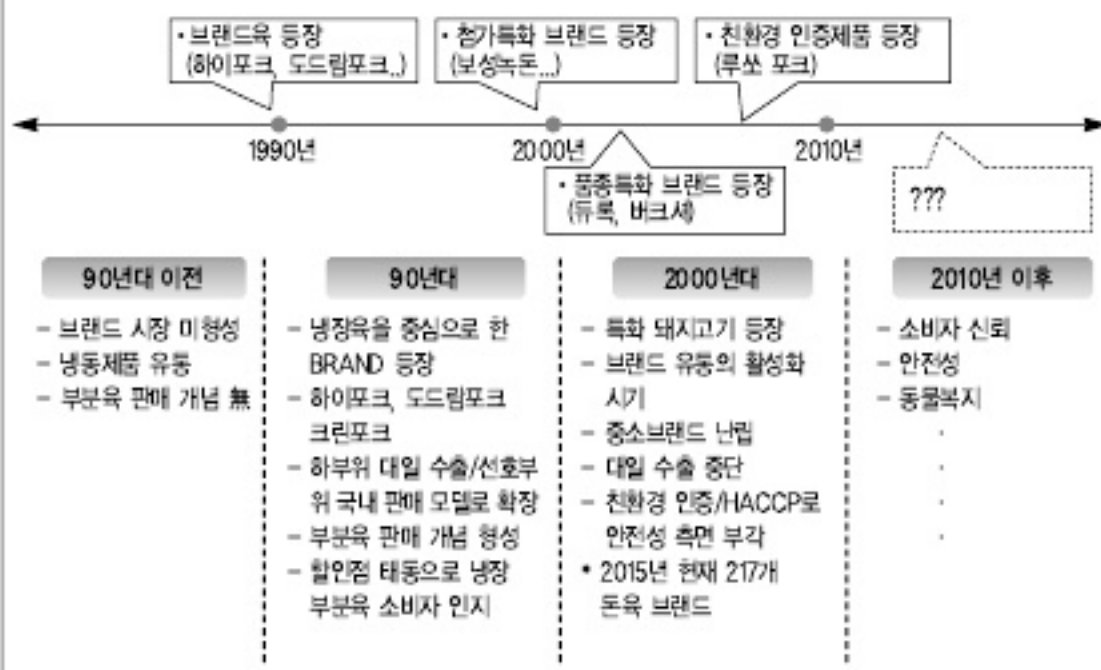 · 브랜드육 등장
(하이포크, 도드람포크..)
· 첨가특화 브랜드 등장
(보성녹돈...)
· 친환경 인증제품 등장
(루쏘 포크)
1990년
2000년
2010년
· 품종특화 브랜드 등장
(듀록, 버크셔)
???
90년대 이전
– 브랜드 시장 미형성
– 냉동제품 유통
– 부분육 판매 개념 無
90년대
– 냉장육을 중심으로 한
BRAND 등장
– 하이포크, 도드람포크
크린포크
– 하부위 대일 수출/선호부
위 국내 판매 모델로 확장
– 부분육 판매 개념 형성
– 할인점 태동으로 냉장
부분육 소비자 인지
2000년대
– 특화 돼지고기 등장
– 브랜드 유통의 활성화
시기
– 중소브랜드 난립
– 대일 수출 중단
– 친환경 인증/HACCP로
안전성 측면 부각
• 2015년 현재 217개
돈육 브랜드
2010년 이후
– 소비자 신뢰
– 안전성
– 동물복지
·
·
·
·